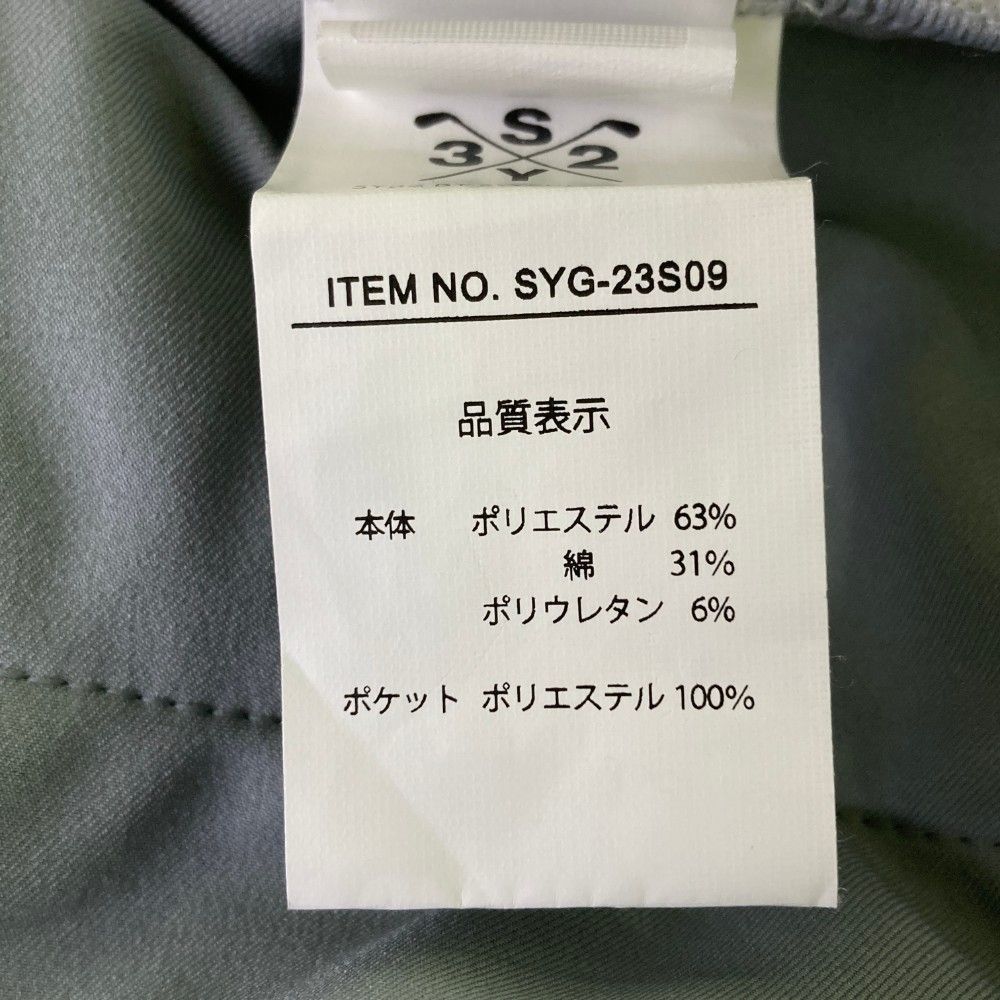 S
3 2
Y
ITEM NO. SYG-23S09
品質表示
本体 ポリエステル 63%
綿 31%
ポリウレタン 6%
ポケット ポリエステル 100%